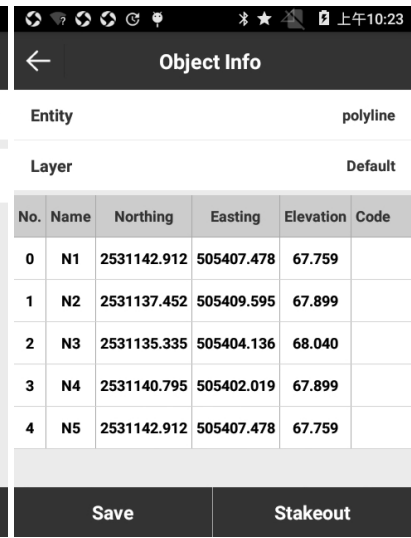 上午10:23
Object Info
Entity polyline
Layer Default
No. Name Northing Easting Elevation Code
0 N1 2531142.912 505407.478 67.759
1 N2 2531137.452 505409.595 67.899
2 N3 2531135.335 505404.136 68.040
3 N4 2531140.795 505402.019 67.899
4 N5 2531142.912 505407.478 67.759
Save Stakeout